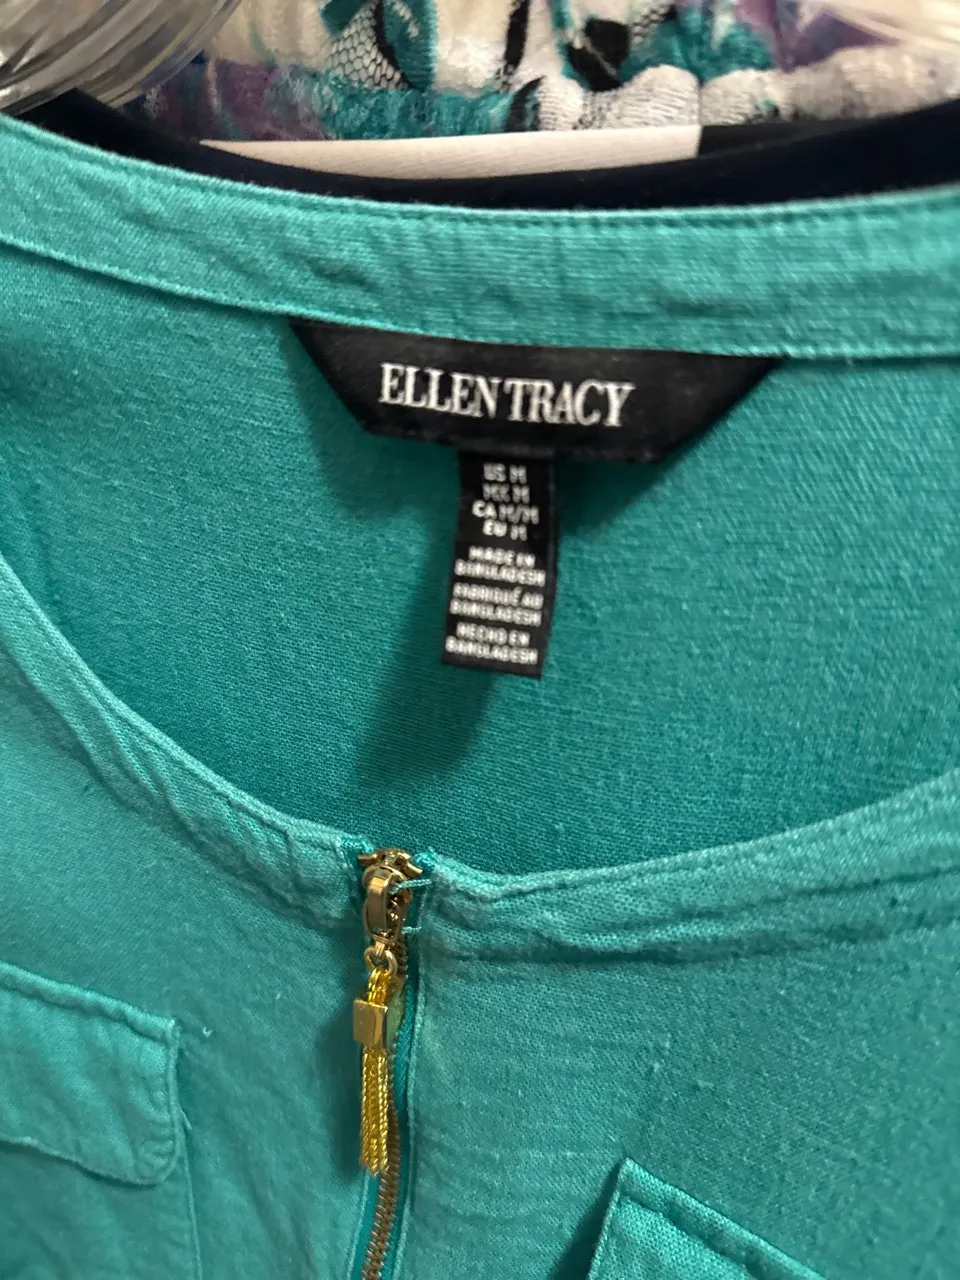 ELLEN TRACY
US M
MX M
CA M/M
EU M
MADE IN
BANGLADESH
FABRIQUÉ AU
BANGLADESH
HECHO EN
BANGLADESH